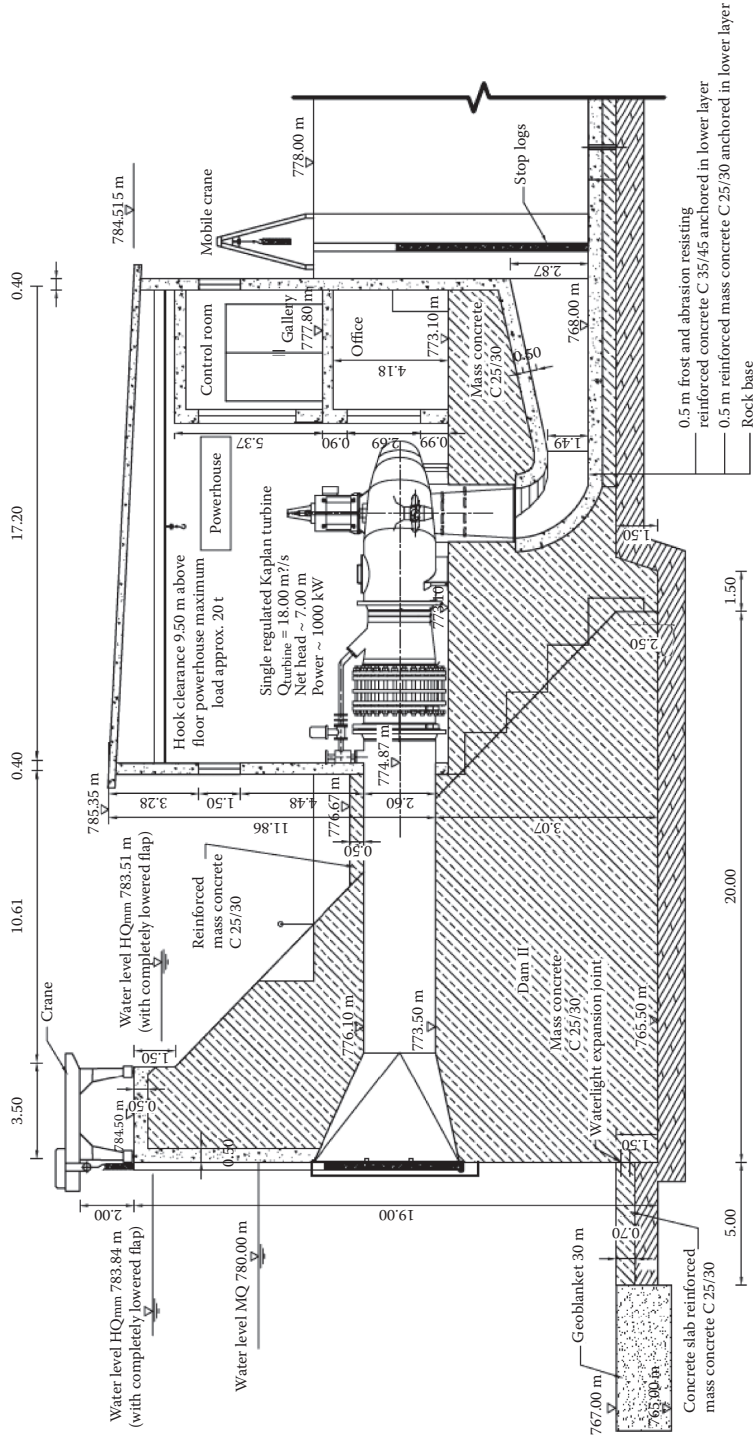 3.50
10.61
0.40
17.20
0.40
Crane
Water level HQmm 783.84 m
(with completely lowered flap)
2.00
784.50 m
Water level HQmm 783.51 m
(with completely lowered flap)
785.35 m
784.515 m
Water level MQ 780.00 m
19.00
0.50
0.50
1.50
Reinforced
mass concrete
C 25/30
3.28
1.50
4.48
11.86
776.67 m
0.50
2.60
774.87 m
3.07
Hook clearance 9,50 m above
floor powerhouse maximum
load approx. 20 t
Powerhouse
Single regulated Kaplan turbine
Qturbine = 18.00 m?/s
Net head ~ 7.00 m
Power ~ 1000 kW
773.10
5.37
0.90
2.69
0.99
Control room
Gallery
777.80 m
Office
4.18
773.10 m
Mobile crane
778.00 m
Stop logs
Mass concrete
C 25/30
0.50
2.87
1.49
768.00 m
776.10 m
773.50 m
Dam II
Mass concrete
C 25/30
Waterlight expansion joint
765.50 m
2.50
1.50
1.50
0.70
Geoblanket 30 m
767.00 m
765.00 m
Concrete slab reinforced
mass concrete C 25/30
5.00
20.00
1.50
0.5 m frost and abrasion resisting
reinforced concrete C 35/45 anchored in lower layer
0.5 m reinforced mass concrete C 25/30 anchored in lower layer
Rock base